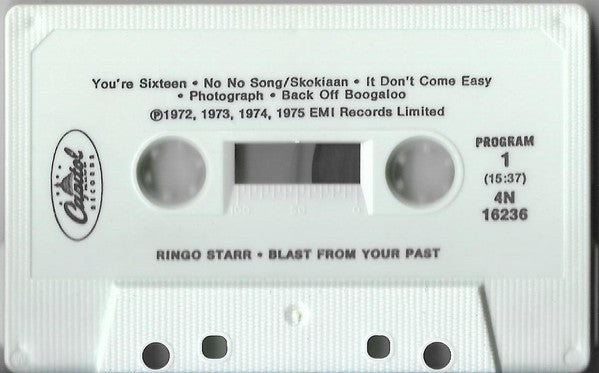 You're Sixteen • No No Song/Skokiaan • It Don't Come Easy
• Photograph • Back Off Boogaloo
℗1972, 1973, 1974, 1975 EMI Records Limited
Capitol
RECORDS
PROGRAM
1
(15:37)
4N
16236
100 50 0
RINGO STARR • BLAST FROM YOUR PAST